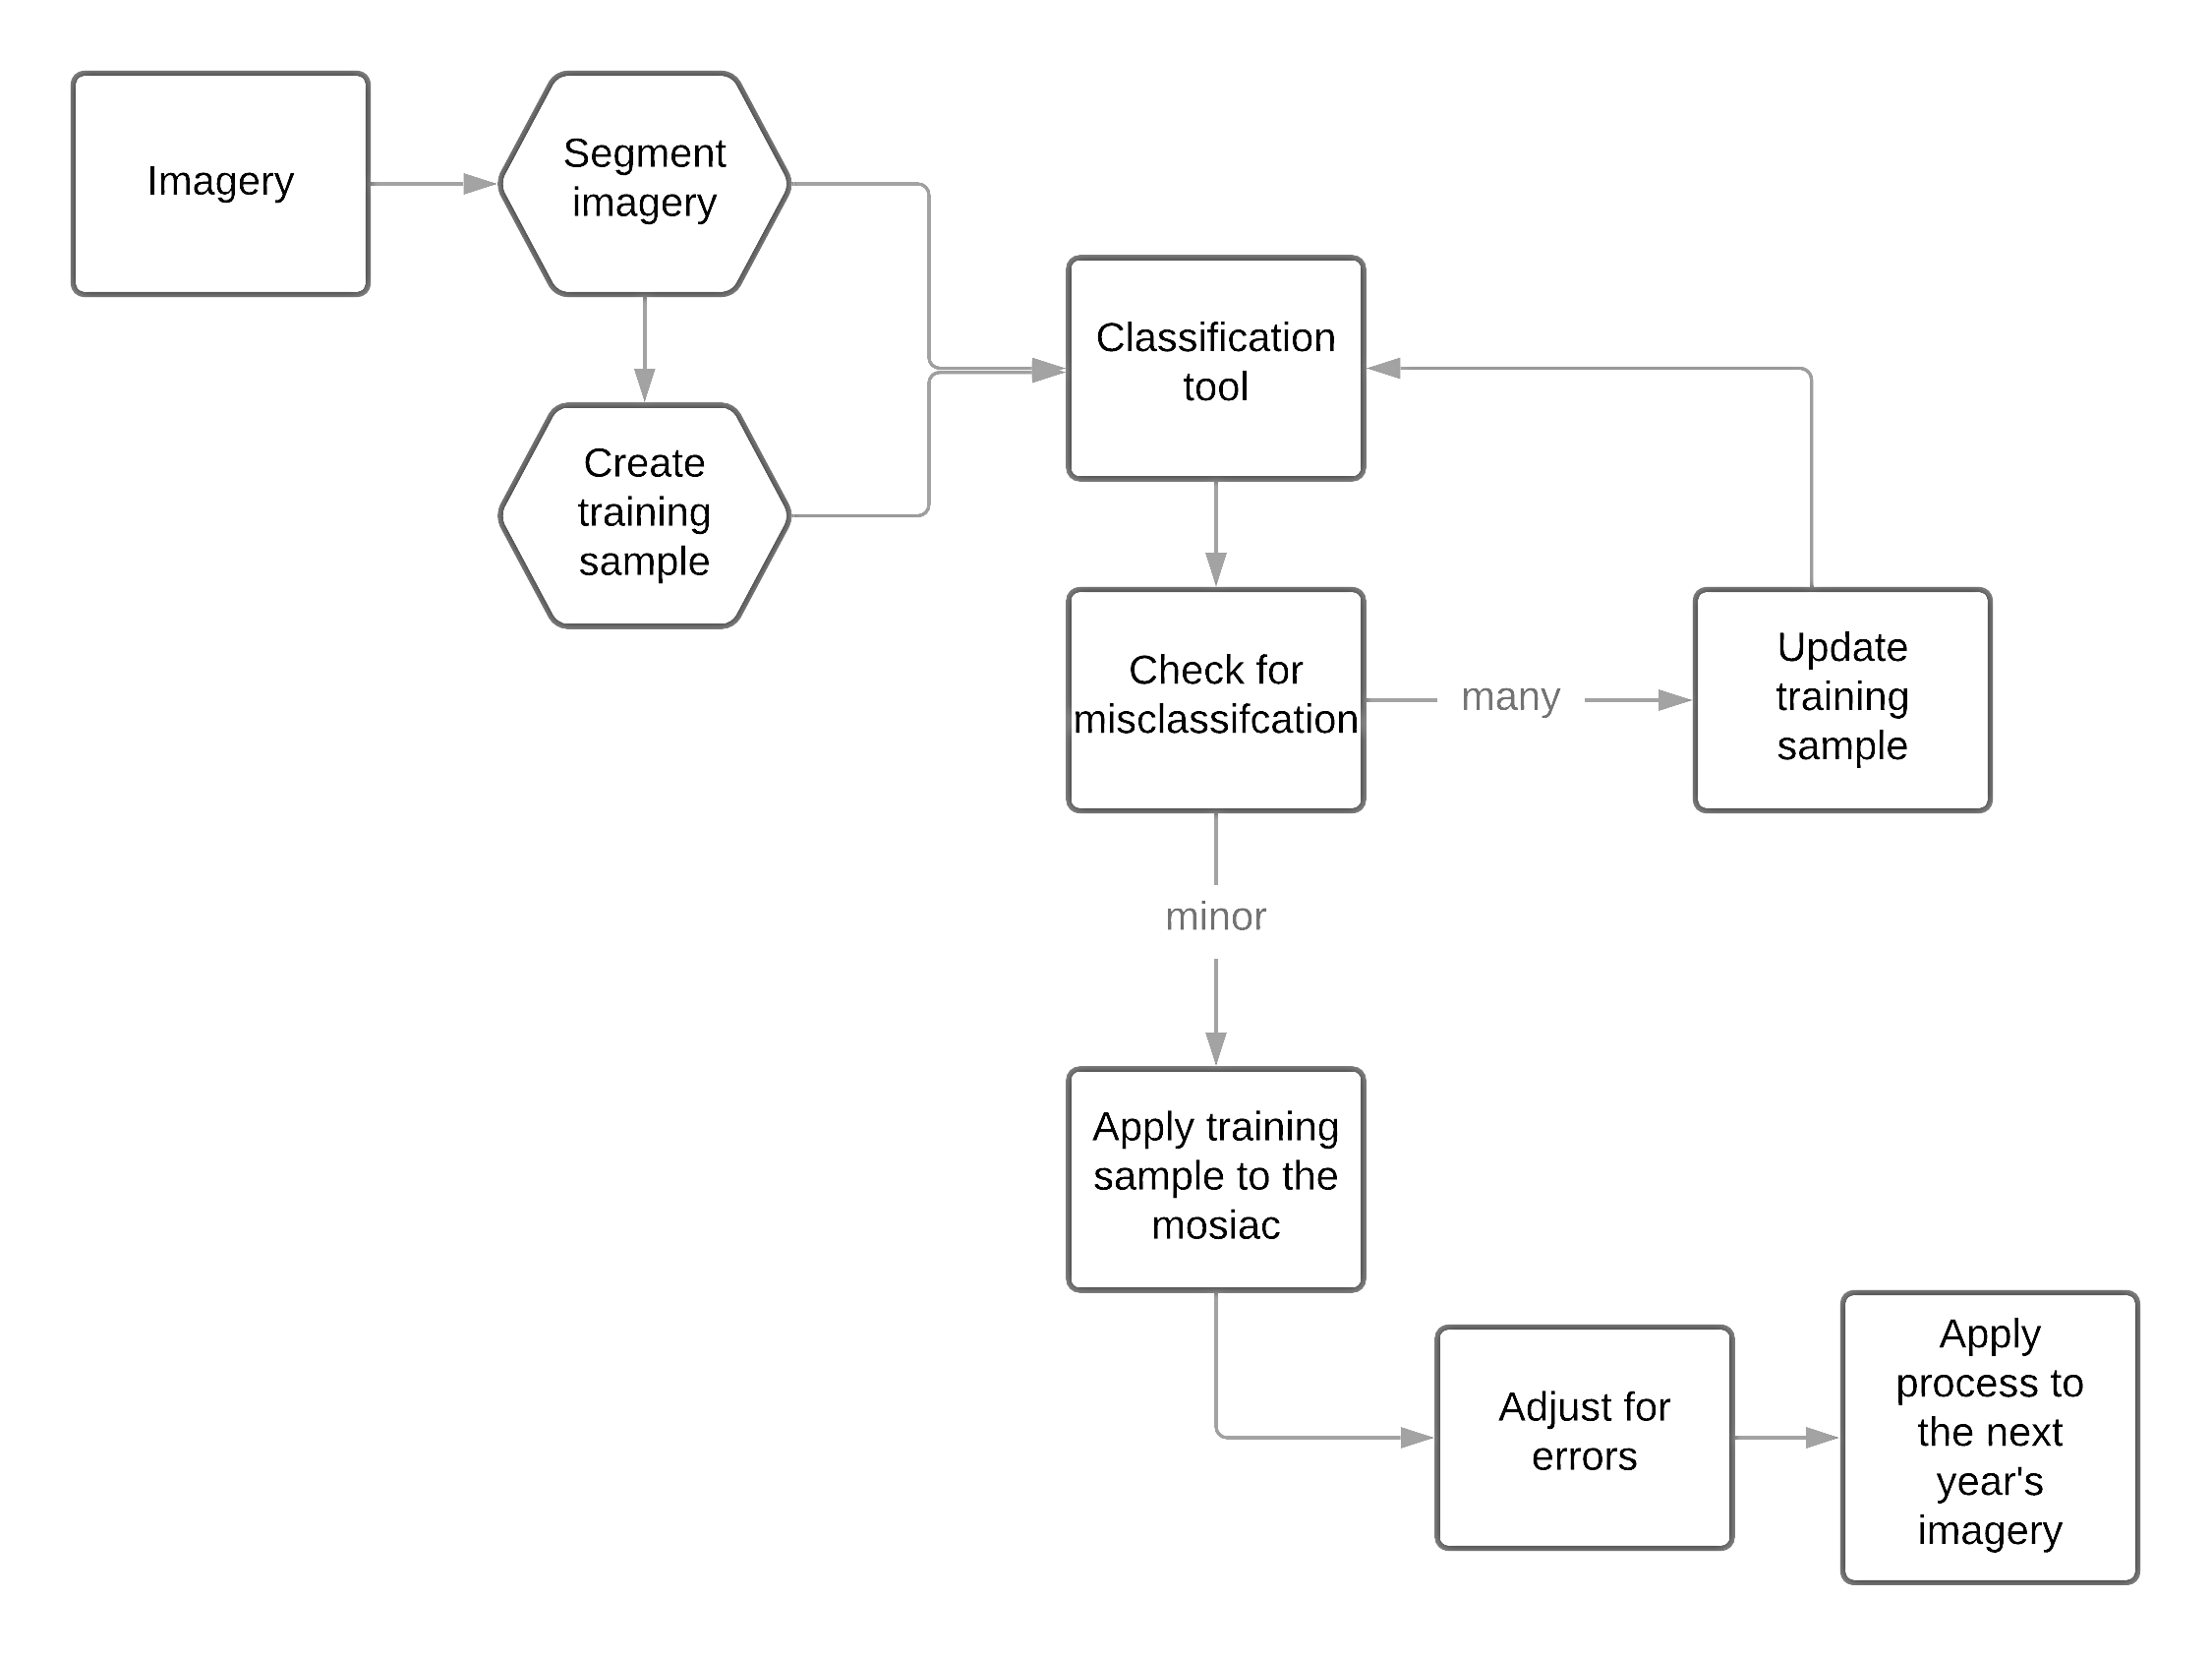 Imagery
Segment
imagery
Create
training
sample
Classification
tool
Check for
misclassifcation
many
Update
training
sample
minor
Apply training
sample to the
mosiac
Adjust for
errors
Apply
process to
the next
year's
imagery